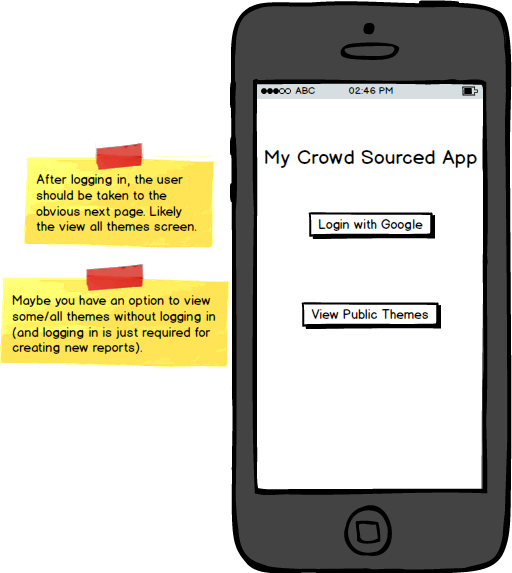 ABC 02:46 PM
My Crowd Sourced App
After logging in, the user
should be taken to the
obvious next page. Likely
the view all themes screen.
Login with Google
Maybe you have an option to view
some/all themes without logging in
(and logging in is just required for
creating new reports).
View Public Themes